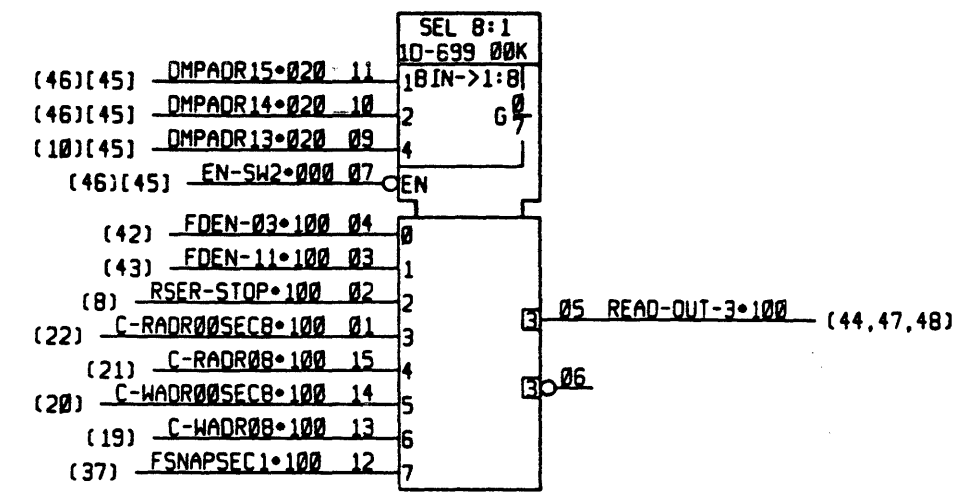 SEL 8:1
1D-699 00K
(46)[45] DMPADR15•020 11 1 BIN->1:8
(46)[45] DMPADR14•020 10 2 G 0/7
(10)[45] DMPADR13•020 09 4
(46)[45] EN-SW2•000 07 EN
(42) FDEN-03•100 04 0
(43) FDEN-11•100 03 1
(8) RSER-STOP•100 02 2
(22) C-RADR00SEC8•100 01 3
3 05 READ-OUT-3•100 (44,47,48)
(21) C-RADR08•100 15 4
3 06
(20) C-WADR00SEC8•100 14 5
(19) C-WADR08•100 13 6
(37) FSNAPSEC1•100 12 7